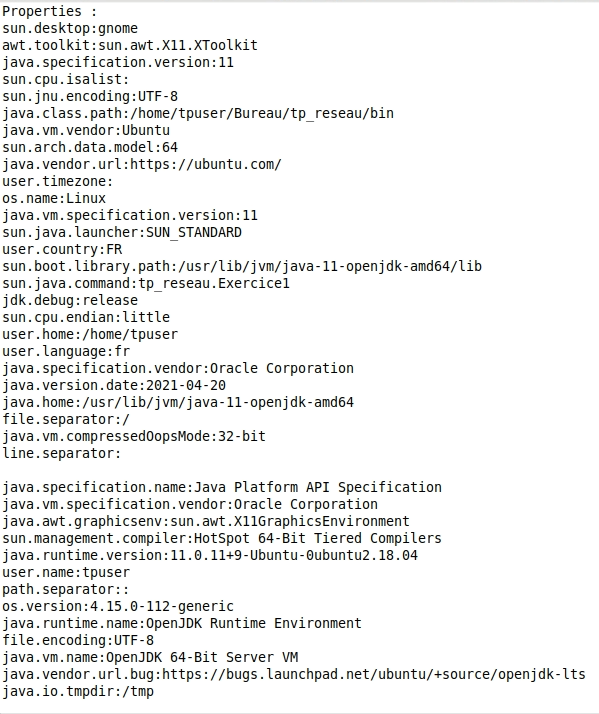 Properties :
sun.desktop:gnome
awt.toolkit:sun.awt.X11.XToolkit
java.specification.version:11
sun.cpu.isalist:
sun.jnu.encoding:UTF-8
java.class.path:/home/tpuser/Bureau/tp_reseau/bin
java.vm.vendor:Ubuntu
sun.arch.data.model:64
java.vendor.url:https://ubuntu.com/
user.timezone:
os.name:Linux
java.vm.specification.version:11
sun.java.launcher:SUN_STANDARD
user.country:FR
sun.boot.library.path:/usr/lib/jvm/java-11-openjdk-amd64/lib
sun.java.command:tp_reseau.Exercice1
jdk.debug:release
sun.cpu.endian:little
user.home:/home/tpuser
user.language:fr
java.specification.vendor:Oracle Corporation
java.version.date:2021-04-20
java.home:/usr/lib/jvm/java-11-openjdk-amd64
file.separator:/
java.vm.compressedOopsMode:32-bit
line.separator:

java.specification.name:Java Platform API Specification
java.vm.specification.vendor:Oracle Corporation
java.awt.graphicsenv:sun.awt.X11GraphicsEnvironment
sun.management.compiler:HotSpot 64-Bit Tiered Compilers
java.runtime.version:11.0.11+9-Ubuntu-0ubuntu2.18.04
user.name:tpuser
path.separator::
os.version:4.15.0-112-generic
java.runtime.name:OpenJDK Runtime Environment
file.encoding:UTF-8
java.vm.name:OpenJDK 64-Bit Server VM
java.vendor.url.bug:https://bugs.launchpad.net/ubuntu/+source/openjdk-lts
java.io.tmpdir:/tmp